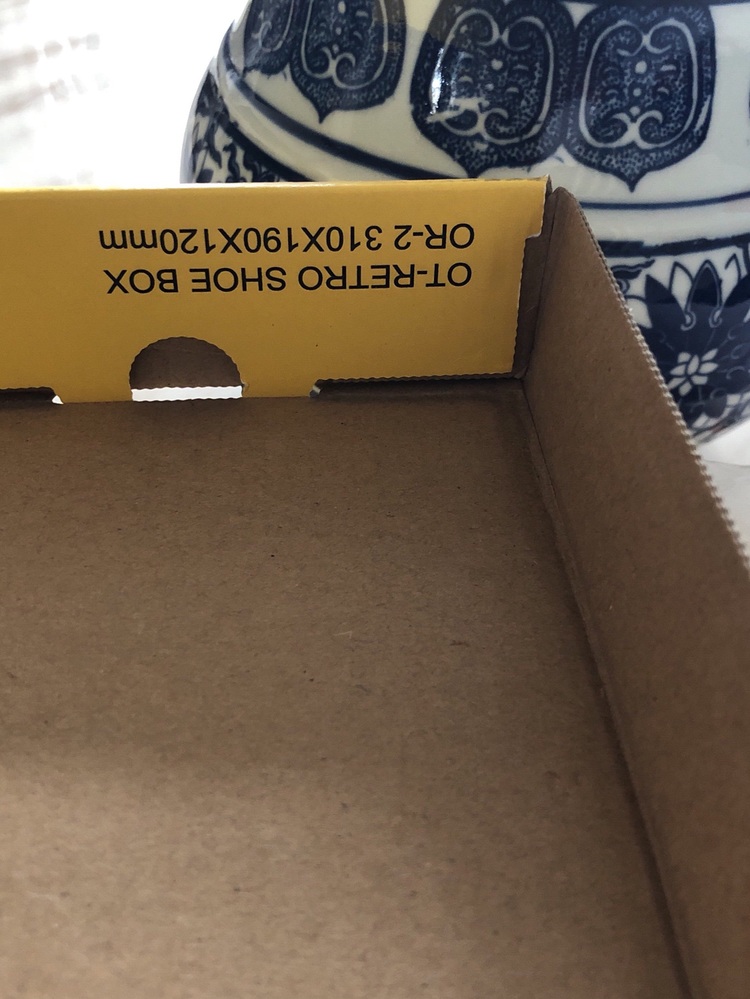 OT-RETRO SHOE BOX
OR-2 310X190X120mm